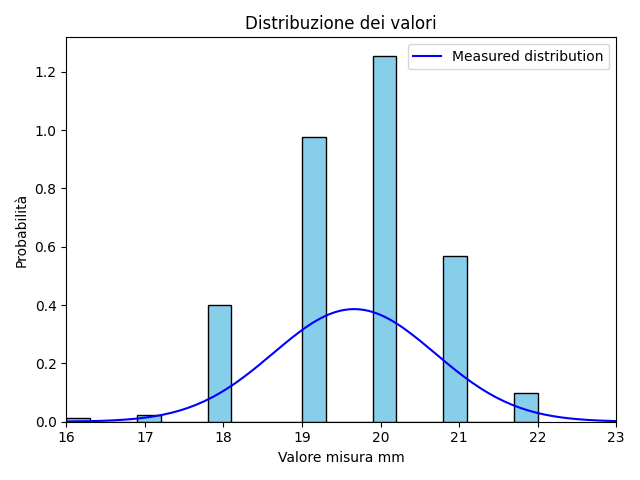 Distribuzione dei valori
Measured distribution
1.2
1.0
0.8
0.6
0.4
0.2
0.0
Probabilità
16 17 18 19 20 21 22 23
Valore misura mm